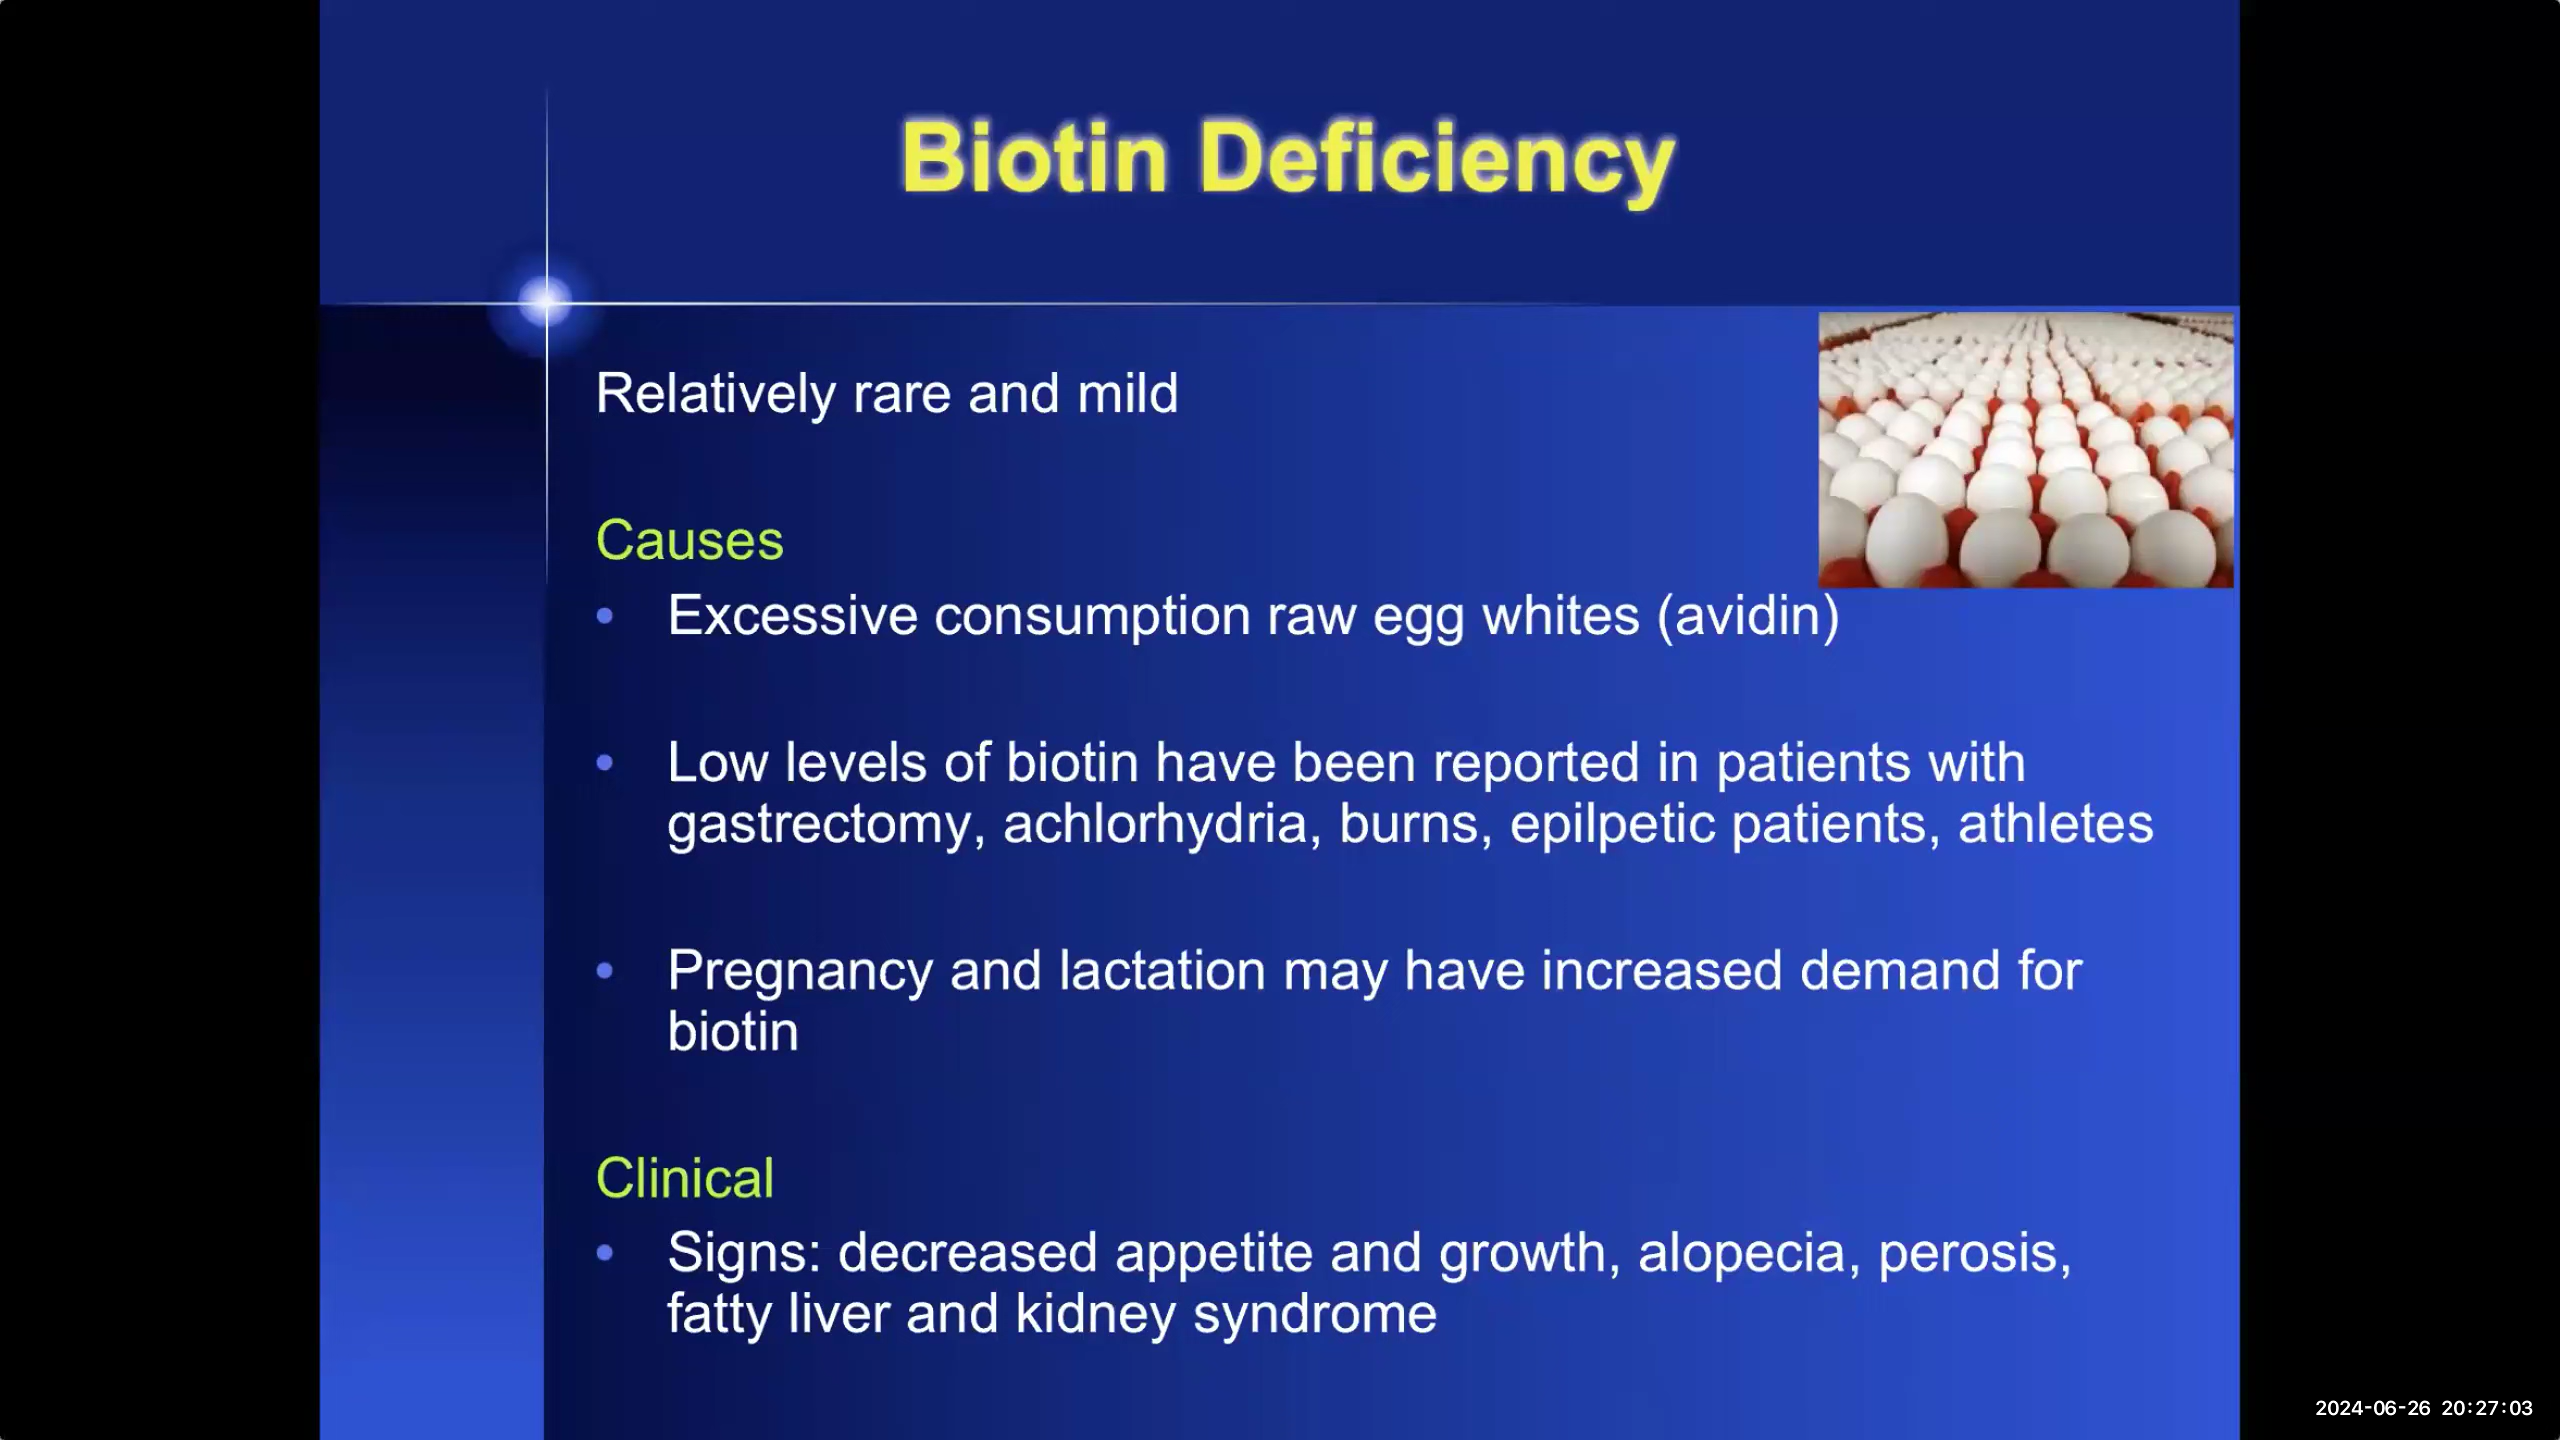 Biotin Deficiency
Relatively rare and mild
Causes
• Excessive consumption raw egg whites (avidin)
• Low levels of biotin have been reported in patients with
gastrectomy, achlorhydria, burns, epilpetic patients, athletes
• Pregnancy and lactation may have increased demand for
biotin
Clinical
• Signs: decreased appetite and growth, alopecia, perosis,
fatty liver and kidney syndrome
2024-06-26 20:27:03